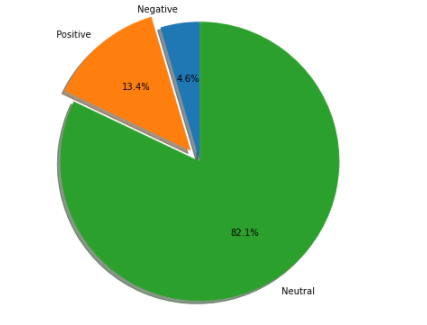 Negative
Positive
4.6%
13.4%
82.1%
Neutral